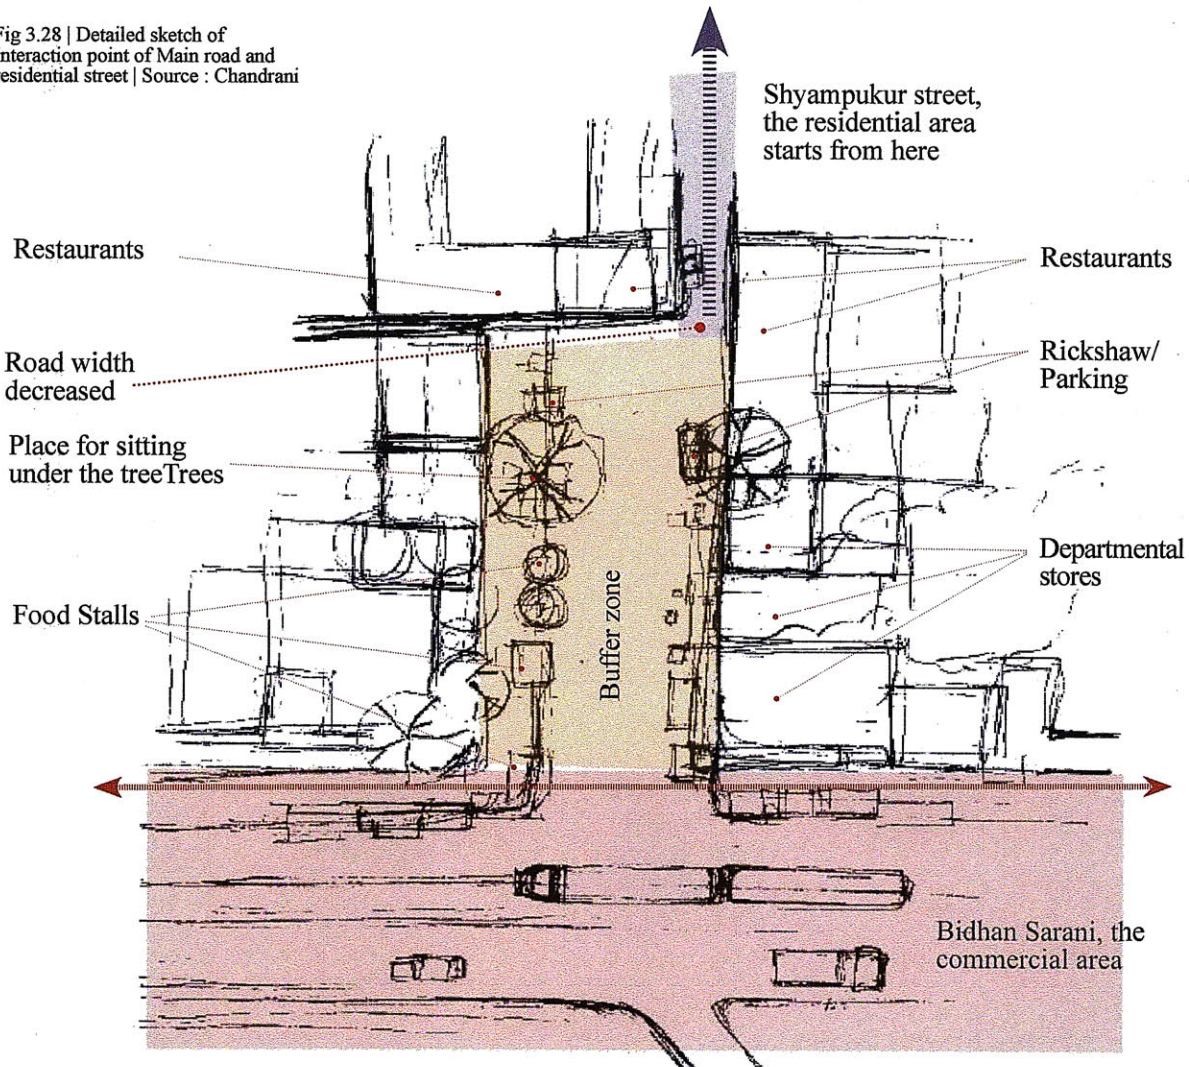 Fig 3.28 | Detailed sketch of
interaction point of Main road and
residential street | Source : Chandrani
Shyampukur street,
the residential area
starts from here
Restaurants
Restaurants
Road width
decreased
Rickshaw/
Parking
Place for sitting
under the treeTrees
Departmental
stores
Food Stalls
Buffer zone
Bidhan Sarani, the
commercial area